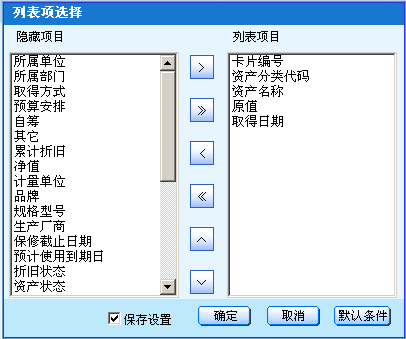 列表项选择
隐藏项目
列表项目
所属单位
所属部门
取得方式
预算安排
自筹
其它
累计折旧
净值
计量单位
品牌
规格型号
生产厂商
保修截止日期
预计使用到期日
折旧状态
资产状态
卡片编号
资产分类代码
资产名称
原值
取得日期
保存设置
确定
取消
默认条件